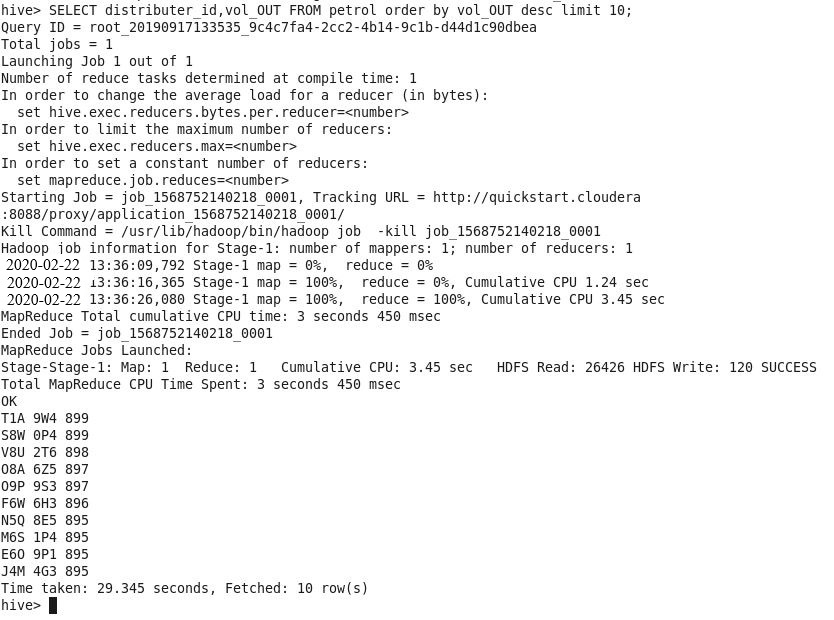 hive> SELECT distributer_id,vol_OUT FROM petrol order by vol_OUT desc limit 10;
Query ID = root_20190917133535_9c4c7fa4-2cc2-4b14-9c1b-d44d1c90dbea
Total jobs = 1
Launching Job 1 out of 1
Number of reduce tasks determined at compile time: 1
In order to change the average load for a reducer (in bytes):
  set hive.exec.reducers.bytes.per.reducer=<number>
In order to limit the maximum number of reducers:
  set hive.exec.reducers.max=<number>
In order to set a constant number of reducers:
  set mapreduce.job.reduces=<number>
Starting Job = job_1568752140218_0001, Tracking URL = http://quickstart.cloudera
:8088/proxy/application_1568752140218_0001/
Kill Command = /usr/lib/hadoop/bin/hadoop job  -kill job_1568752140218_0001
Hadoop job information for Stage-1: number of mappers: 1; number of reducers: 1
2020-02-22 13:36:09,792 Stage-1 map = 0%,  reduce = 0%
2020-02-22 13:36:16,365 Stage-1 map = 100%,  reduce = 0%, Cumulative CPU 1.24 sec
2020-02-22 13:36:26,080 Stage-1 map = 100%,  reduce = 100%, Cumulative CPU 3.45 sec
MapReduce Total cumulative CPU time: 3 seconds 450 msec
Ended Job = job_1568752140218_0001
MapReduce Jobs Launched:
Stage-Stage-1: Map: 1  Reduce: 1   Cumulative CPU: 3.45 sec   HDFS Read: 26426 HDFS Write: 120 SUCCESS
Total MapReduce CPU Time Spent: 3 seconds 450 msec
OK
T1A 9W4 899
S8W 0P4 899
V8U 2T6 898
O8A 6Z5 897
O9P 9S3 897
F6W 6H3 896
N5Q 8E5 895
M6S 1P4 895
E6O 9P1 895
J4M 4G3 895
Time taken: 29.345 seconds, Fetched: 10 row(s)
hive>